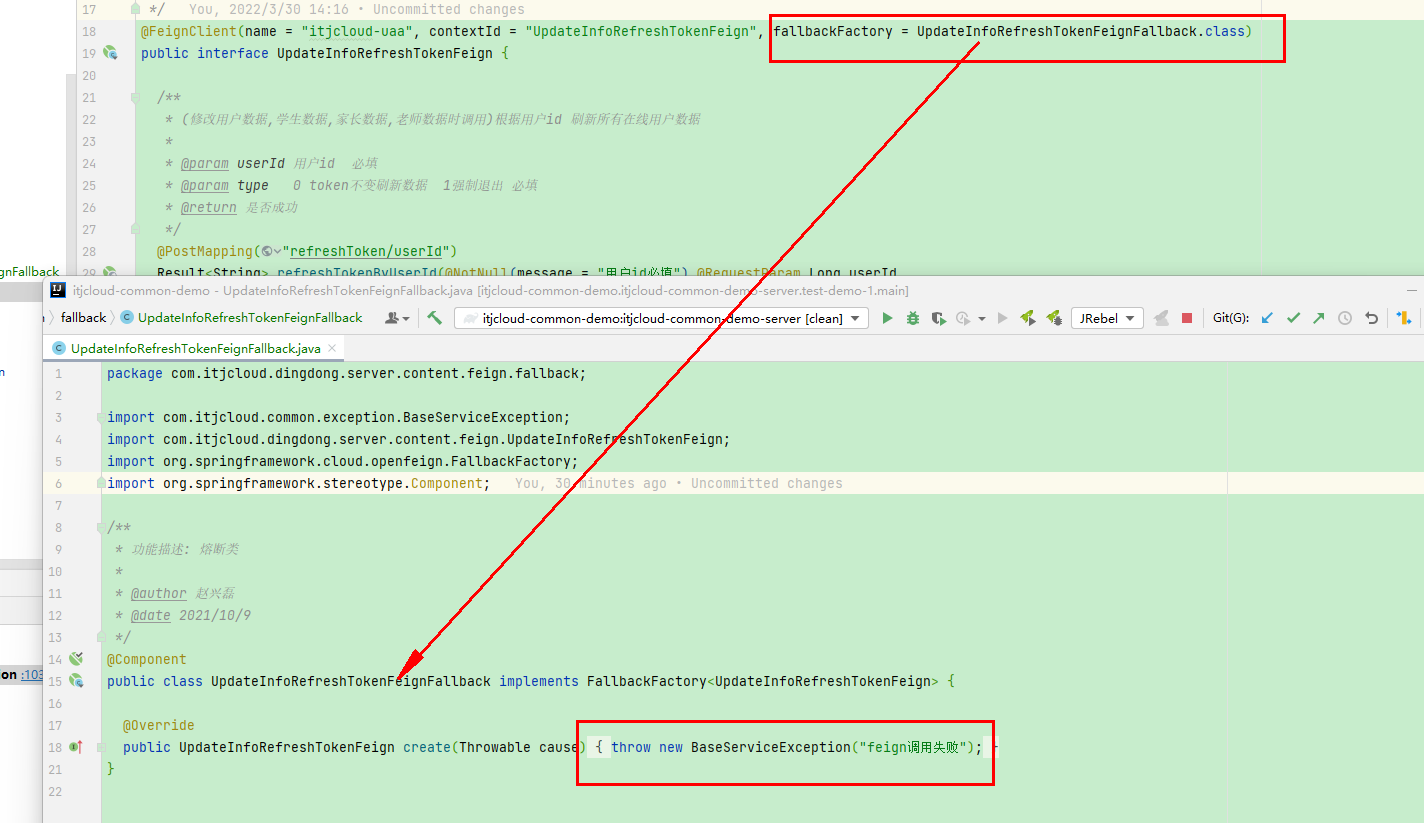 17 */ You, 2022/3/30 14:16 • Uncommitted changes
18 @FeignClient(name = "itjcloud-uaa", contextId = "UpdateInfoRefreshTokenFeign", fallbackFactory = UpdateInfoRefreshTokenFeignFallback.class)
19 public interface UpdateInfoRefreshTokenFeign {
20
21 /**
22 * (修改用户数据,学生数据,家长数据,老师数据时调用)根据用户id 刷新所有在线用户数据
23 *
24 * @param userId 用户id 必填
25 * @param type 0 token不变刷新数据 1强制退出 必填
26 * @return 是否成功
27 */
28 @PostMapping("refreshToken/userId")
29 Result<String> refreshTokenByUserId(@NotNull(message = "用户id必填") @RequestParam Long userId
gnFallback
itjcloud-common-demo - UpdateInfoRefreshTokenFeignFallback.java [itjcloud-common-demo.itjcloud-common-demo-server.test-demo-1.main]
fallback UpdateInfoRefreshTokenFeignFallback itjcloud-common-demo:itjcloud-common-demo-server [clean] JRebel Git(G):
UpdateInfoRefreshTokenFeignFallback.java
1 package com.itjcloud.dingdong.server.content.feign.fallback;
2
3 import com.itjcloud.common.exception.BaseServiceException;
4 import com.itjcloud.dingdong.server.content.feign.UpdateInfoRefreshTokenFeign;
5 import org.springframework.cloud.openfeign.FallbackFactory;
6 import org.springframework.stereotype.Component; You, 30 minutes ago • Uncommitted changes
7
8 /**
9 * 功能描述: 熔断类
10 *
11 * @author 赵兴磊
12 * @date 2021/10/9
13 */
14 @Component
15 public class UpdateInfoRefreshTokenFeignFallback implements FallbackFactory<UpdateInfoRefreshTokenFeign> {
16
17 @Override
18 public UpdateInfoRefreshTokenFeign create(Throwable cause) { throw new BaseServiceException("feign调用失败"); }
21 }
22
ion :103